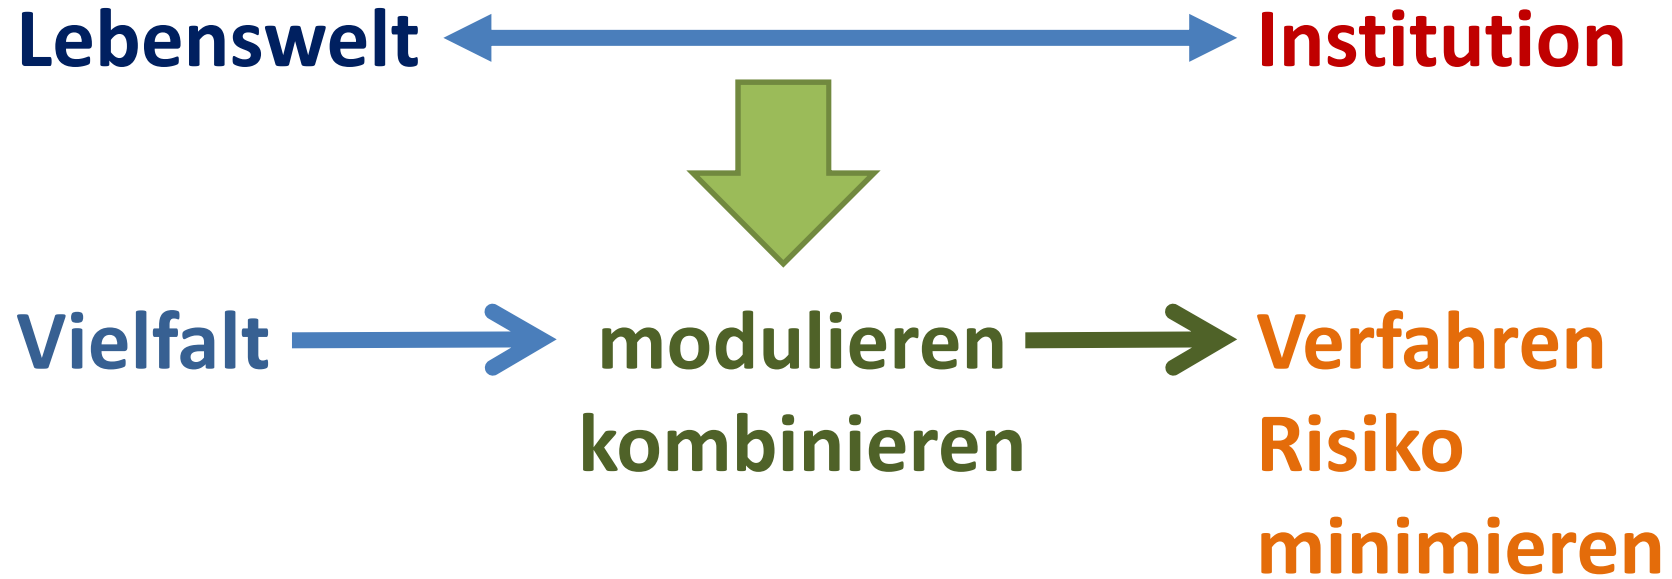 Lebenswelt Institution
Vielfalt modulieren Verfahren
kombinieren Risiko
minimieren